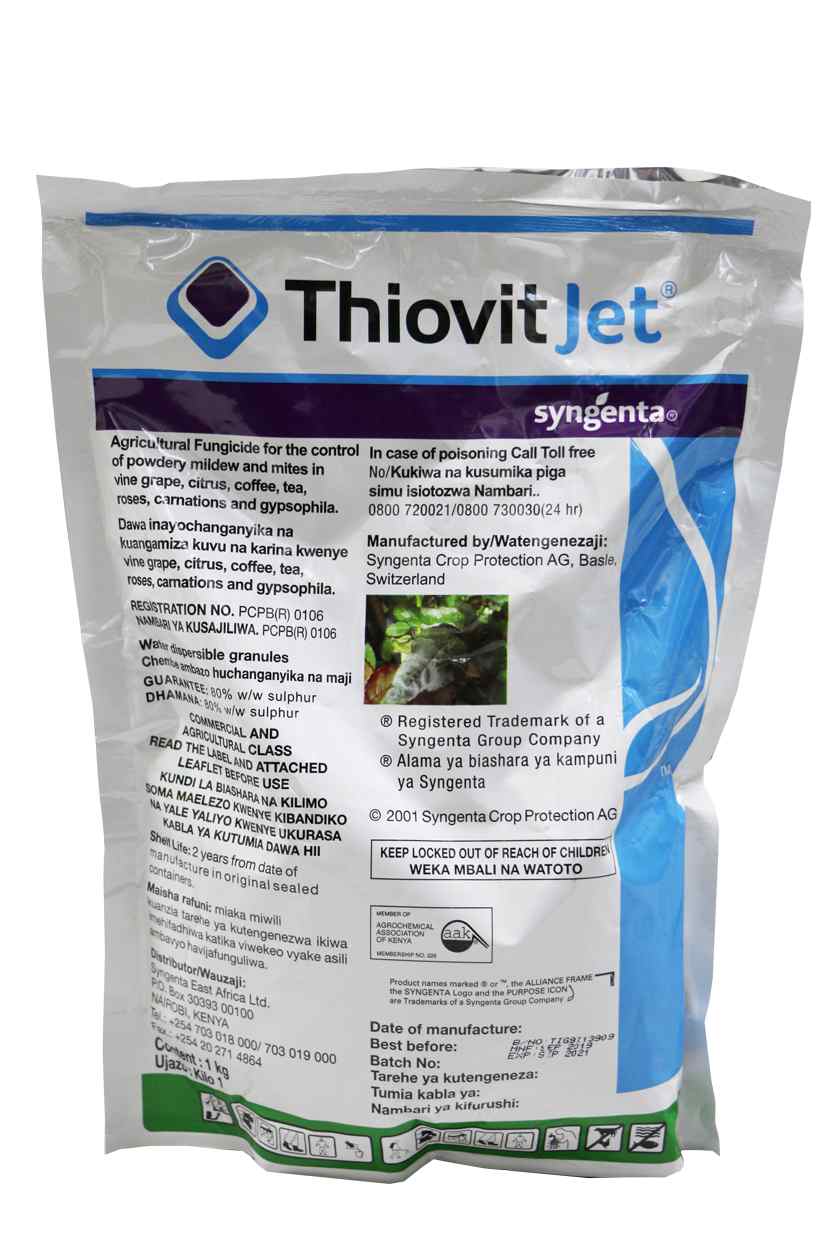 Thiovit Jet®
syngenta®
Agricultural Fungicide for the control
of powdery mildew and mites in
vine grape, citrus, coffee, tea,
roses, carnations and gypsophila.
Dawa inayochanganyika na
kuangamiza kuvu na karina kwenye
vine grape, citrus, coffee, tea,
roses, carnations and gypsophila.
REGISTRATION NO. PCPB(R) 0106
NAMBARI YA KUSAJILIWA. PCPB(R) 0106
Water dispersible granules
Chembe ambazo huchanganyika na maji
GUARANTEE: 80% w/w sulphur
DHAMANA: 80% w/w sulphur
COMMERCIAL AND
AGRICULTURAL CLASS
READ THE LABEL AND ATTACHED
LEAFLET BEFORE USE
KUNDI LA BIASHARA NA KILIMO
SOMA MAELEZO KWENYE KIBANDIKO
NA YALE YALIYO KWENYE UKURASA
KABLA YA KUTUMIA DAWA HII
Shelf Life: 2 years from date of
manufacture in original sealed
containers.
Maisha rafuni: miaka miwili
kuanzia tarehe ya kutengenezwa ikiwa
imehifadhiwa katika viwekeo vyake asili
ambavyo havijafunguliwa.
Distributor/Wauzaji:
Syngenta East Africa Ltd.
P.O. Box 30393 00100
NAIROBI, KENYA
Tel.: +254 703 018 000/ 703 019 000
Fax.: +254 20 271 4864
Content : 1 kg
Ujazo : Kilo 1
In case of poisoning Call Toll free
No/Kukiwa na kusumika piga
simu isiotozwa Nambari..
0800 720021/0800 730030(24 hr)
Manufactured by/Watengenezaji:
Syngenta Crop Protection AG, Basle,
Switzerland
® Registered Trademark of a
Syngenta Group Company
® Alama ya biashara ya kampuni
ya Syngenta
TM
© 2001 Syngenta Crop Protection AG
KEEP LOCKED OUT OF REACH OF CHILDREN
WEKA MBALI NA WATOTO
MEMBER OF
AGROCHEMICAL
ASSOCIATION
OF KENYA
aak
MEMBERSHIP NO.
Product names marked ® or ™, the ALLIANCE FRAME
the SYNGENTA Logo and the PURPOSE ICON
are Trademarks of a Syngenta Group Company
Date of manufacture:
Best before:
Batch No:
B/NO:TIG9I13909
MNF:SEP 2019
EXP:SEP 2021
Tarehe ya kutengeneza:
Tumia kabla ya:
Nambari ya kifurushi: